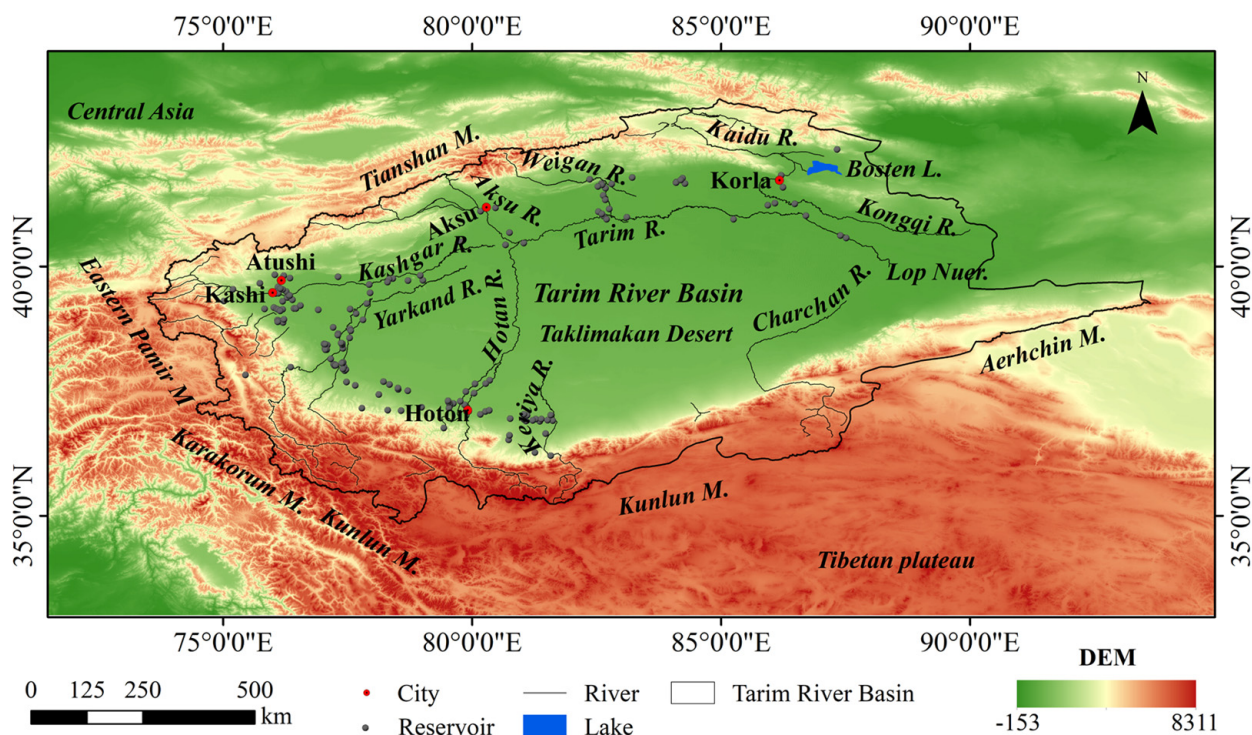 75°0'0"E 80°0'0"E 85°0'0"E 90°0'0"E
N
Central Asia
Kaidu R.
Tianshan M.
Weigan R.
Bosten L.
Korla
Aksu R.
Aksu
Kongqi R.
Tarim R.
40°0'0"N
Kashgar R.
Atushi
Lop Nuer.
40°0'0"N
Eastern Pamir M
Kashi
Yarkand R.
Hotan R.
Tarim River Basin
Charchan R.
Taklimakan Desert
Aerhchin M.
Hoton
Keriya R.
Karakorum M.
Kunlun M.
Kunlun M.
35°0'0"N
35°0'0"N
Tibetan plateau
75°0'0"E 80°0'0"E 85°0'0"E 90°0'0"E
DEM
0 125 250 500
km
City
River
Tarim River Basin
Reservoir
Lake
-153 8311